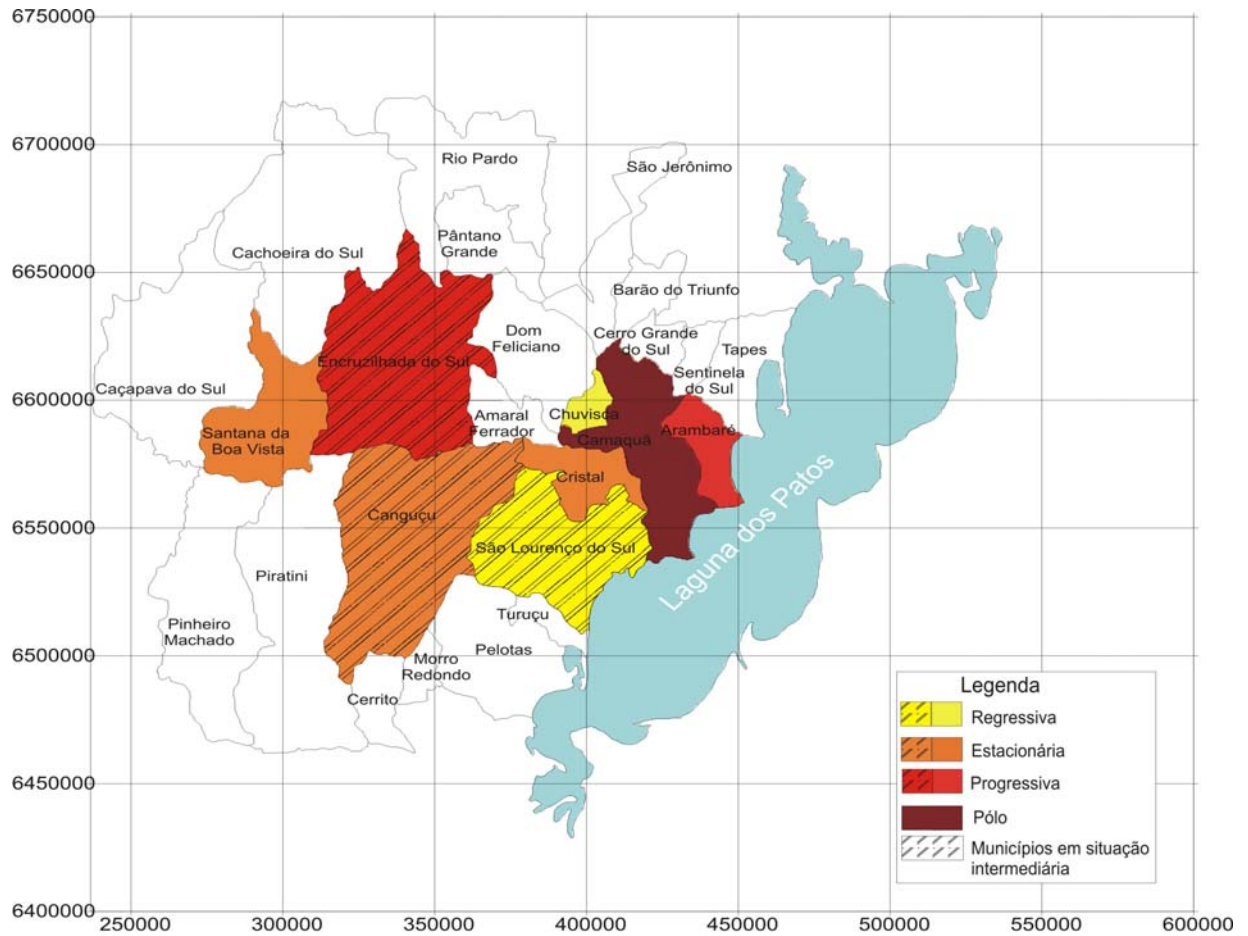 6750000
6700000
6650000
6600000
6550000
6500000
6450000
6400000
250000
300000
350000
400000
450000
500000
550000
600000
Rio Pardo
São Jerônimo
Cachoeira do Sul
Pântano
Grande
Barão do Triunfo
Dom
Feliciano
Cerro Grande
do Sul
Tapes
Sentinela
do Sul
Encruzilhada do Sul
Caçapava do Sul
Amaral
Ferrador
Chuvisca
Arambaré
Santana da
Boa Vista
Camaquã
Cristal
Canguçu
São Lourenço do Sul
Laguna dos Patos
Piratini
Pinheiro
Machado
Turuçu
Pelotas
Morro
Redondo
Cerrito
Legenda
Regressiva
Estacionária
Progressiva
Pólo
Municípios em situação
intermediária